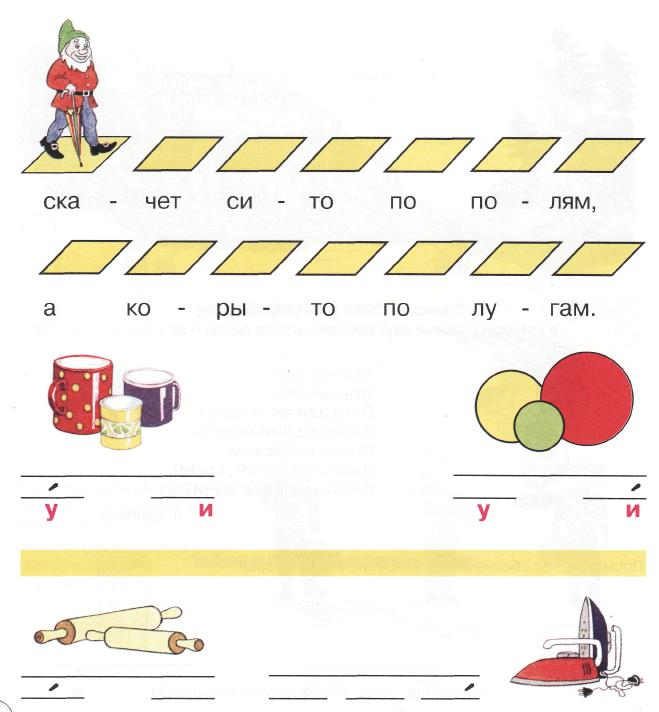 ска - чет си - то по по - лям,
а ко - ры - то по лу - гам.
у и у и